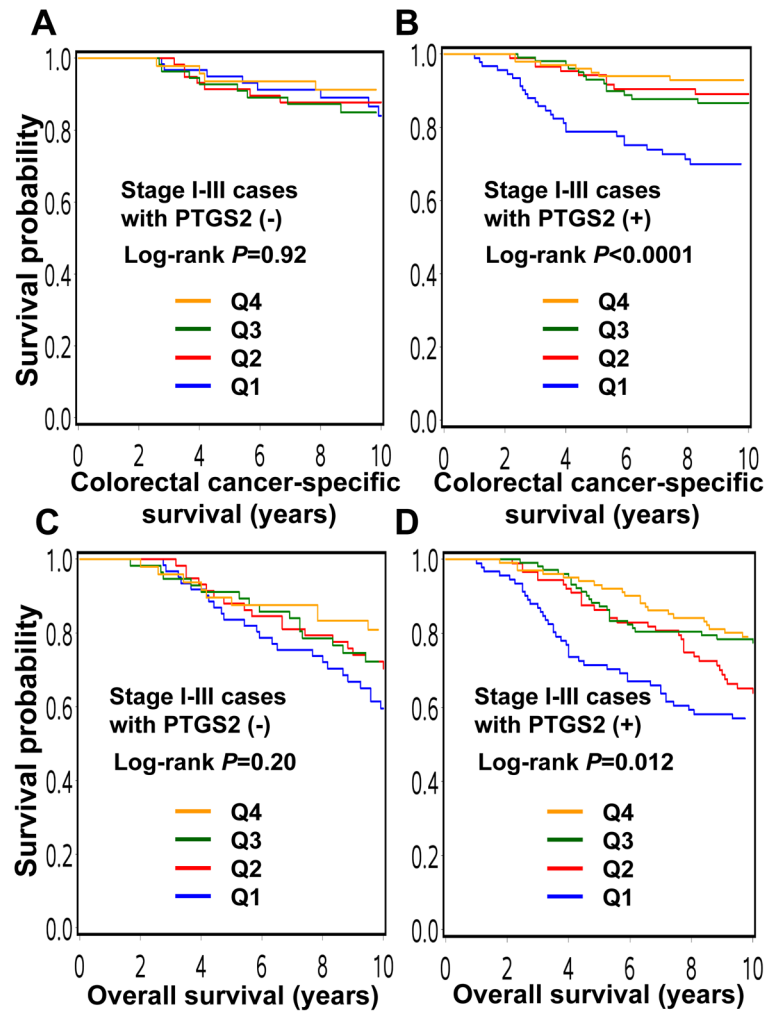 A
Survival probability
1.0
0.8
0.6
0.4
0.2
0.0
Stage I-III cases
with PTGS2 (-)
Log-rank P=0.92
Q4
Q3
Q2
Q1
0 2 4 6 8 10
Colorectal cancer-specific
survival (years)
B
1.0
0.8
0.6
0.4
0.2
0.0
Stage I-III cases
with PTGS2 (+)
Log-rank P<0.0001
Q4
Q3
Q2
Q1
0 2 4 6 8 10
Colorectal cancer-specific
survival (years)
C
Survival probability
1.0
0.8
0.6
0.4
0.2
0.0
Stage I-III cases
with PTGS2 (-)
Log-rank P=0.20
Q4
Q3
Q2
Q1
0 2 4 6 8 10
Overall survival (years)
D
1.0
0.8
0.6
0.4
0.2
0.0
Stage I-III cases
with PTGS2 (+)
Log-rank P=0.012
Q4
Q3
Q2
Q1
0 2 4 6 8 10
Overall survival (years)